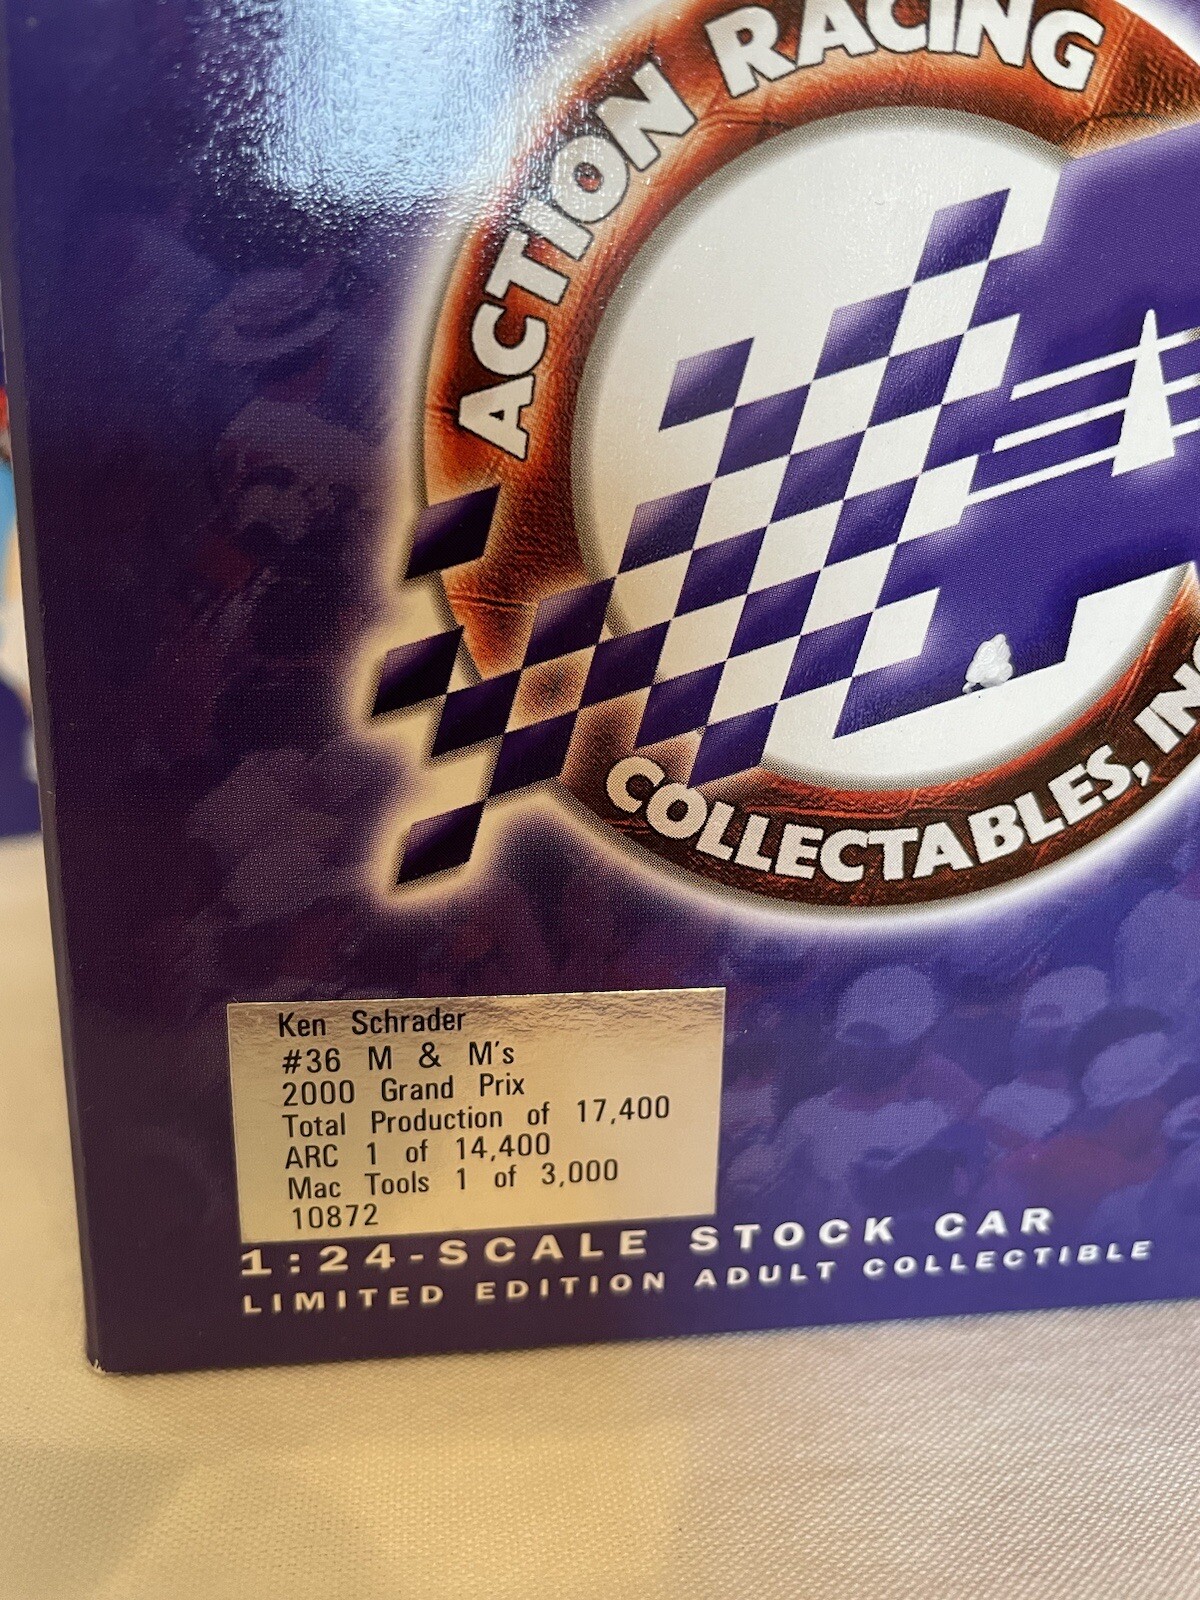 ACTION RACING
COLLECTABLES, INC
Ken Schrader
#36 M & M's
2000 Grand Prix
Total Production of 17,400
ARC 1 of 14,400
Mac Tools 1 of 3,000
10872
1:24-SCALE STOCK CAR
LIMITED EDITION ADULT COLLECTIBLE